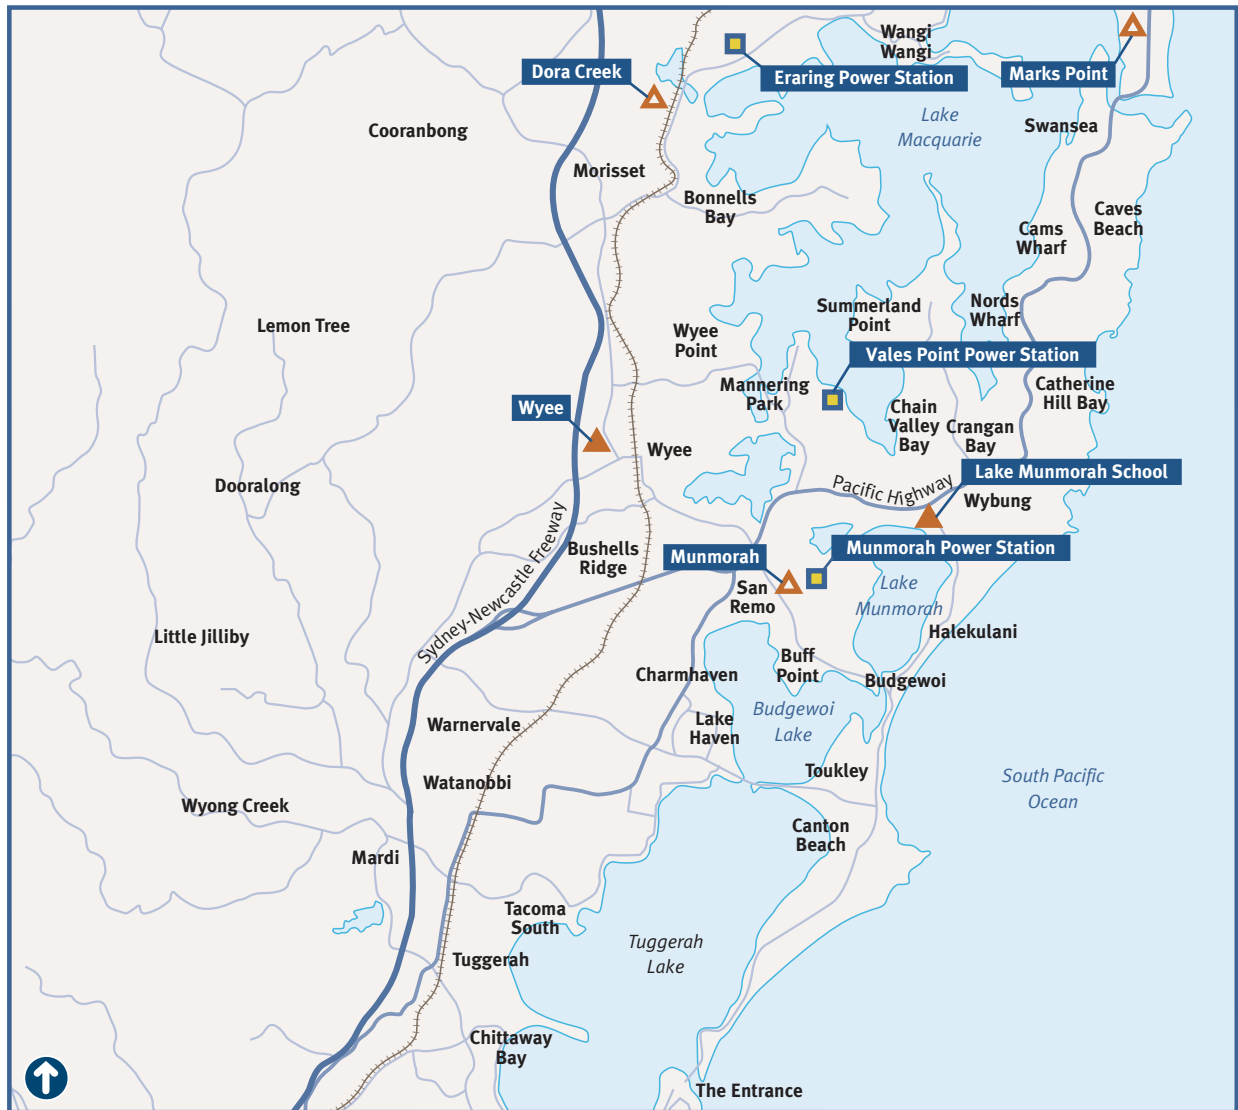 Wangi
Wangi
Dora Creek
Eraring Power Station
Marks Point
Lake
Macquarie
Swansea
Cooranbong
Morisset
Bonnells
Bay
Caves
Beach
Cams
Wharf
Summerland
Point
Nords
Wharf
Lemon Tree
Wyee
Point
Vales Point Power Station
Mannering
Park
Catherine
Hill Bay
Wyee
Chain
Valley
Bay
Crangan
Bay
Wyee
Lake Munmorah School
Pacific Highway
Dooralong
Wybung
Sydney-Newcastle Freeway
Bushells
Ridge
Munmorah
Munmorah Power Station
San
Remo
Lake
Munmorah
Little Jilliby
Halekulani
Buff
Point
Charmhaven
Budgewoi
Budgewoi
Lake
Lake
Haven
Warnervale
Toukley
South Pacific
Ocean
Watanobbi
Wyong Creek
Canton
Beach
Mardi
Tacoma
South
Tuggerah
Lake
Tuggerah
Chittaway
Bay
The Entrance